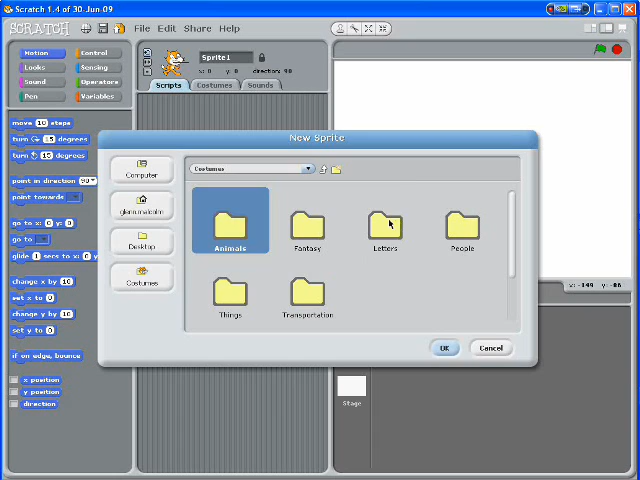 Scratch 1.4 of 30-Jun-09
SCRATCH File Edit Share Help
Motion Control
Looks Sensing
Sound Operators
Pen Variables
Sprite1
x: 0 y: 0 direction: 90
Scripts Costumes Sounds
move 10 steps
turn 15 degrees
turn 15 degrees
point in direction 90
point towards
go to x: 0 y: 0
go to
glide 1 secs to x: 0
change x by 10
set x to 0
change y by 10
set y to 0
if on edge, bounce
x position
y position
direction
New Sprite
Computer
glenn.malcolm
Desktop
Costumes
Costumes
Animals Fantasy Letters People
Things Transportation
OK Cancel
x: -149 y: -86
Stage